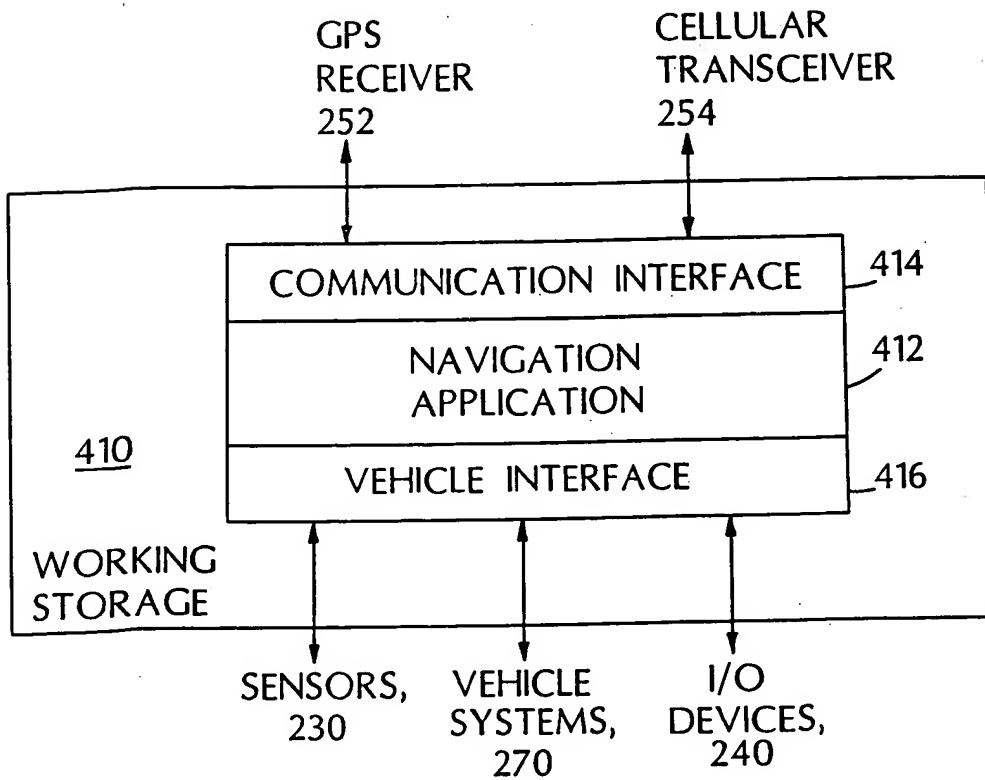 GPS
RECEIVER
252
CELLULAR
TRANSCEIVER
254
COMMUNICATION INTERFACE
414
NAVIGATION
APPLICATION
412
VEHICLE INTERFACE
416
410
WORKING
STORAGE
SENSORS,
230
VEHICLE
SYSTEMS,
270
I/O
DEVICES,
240